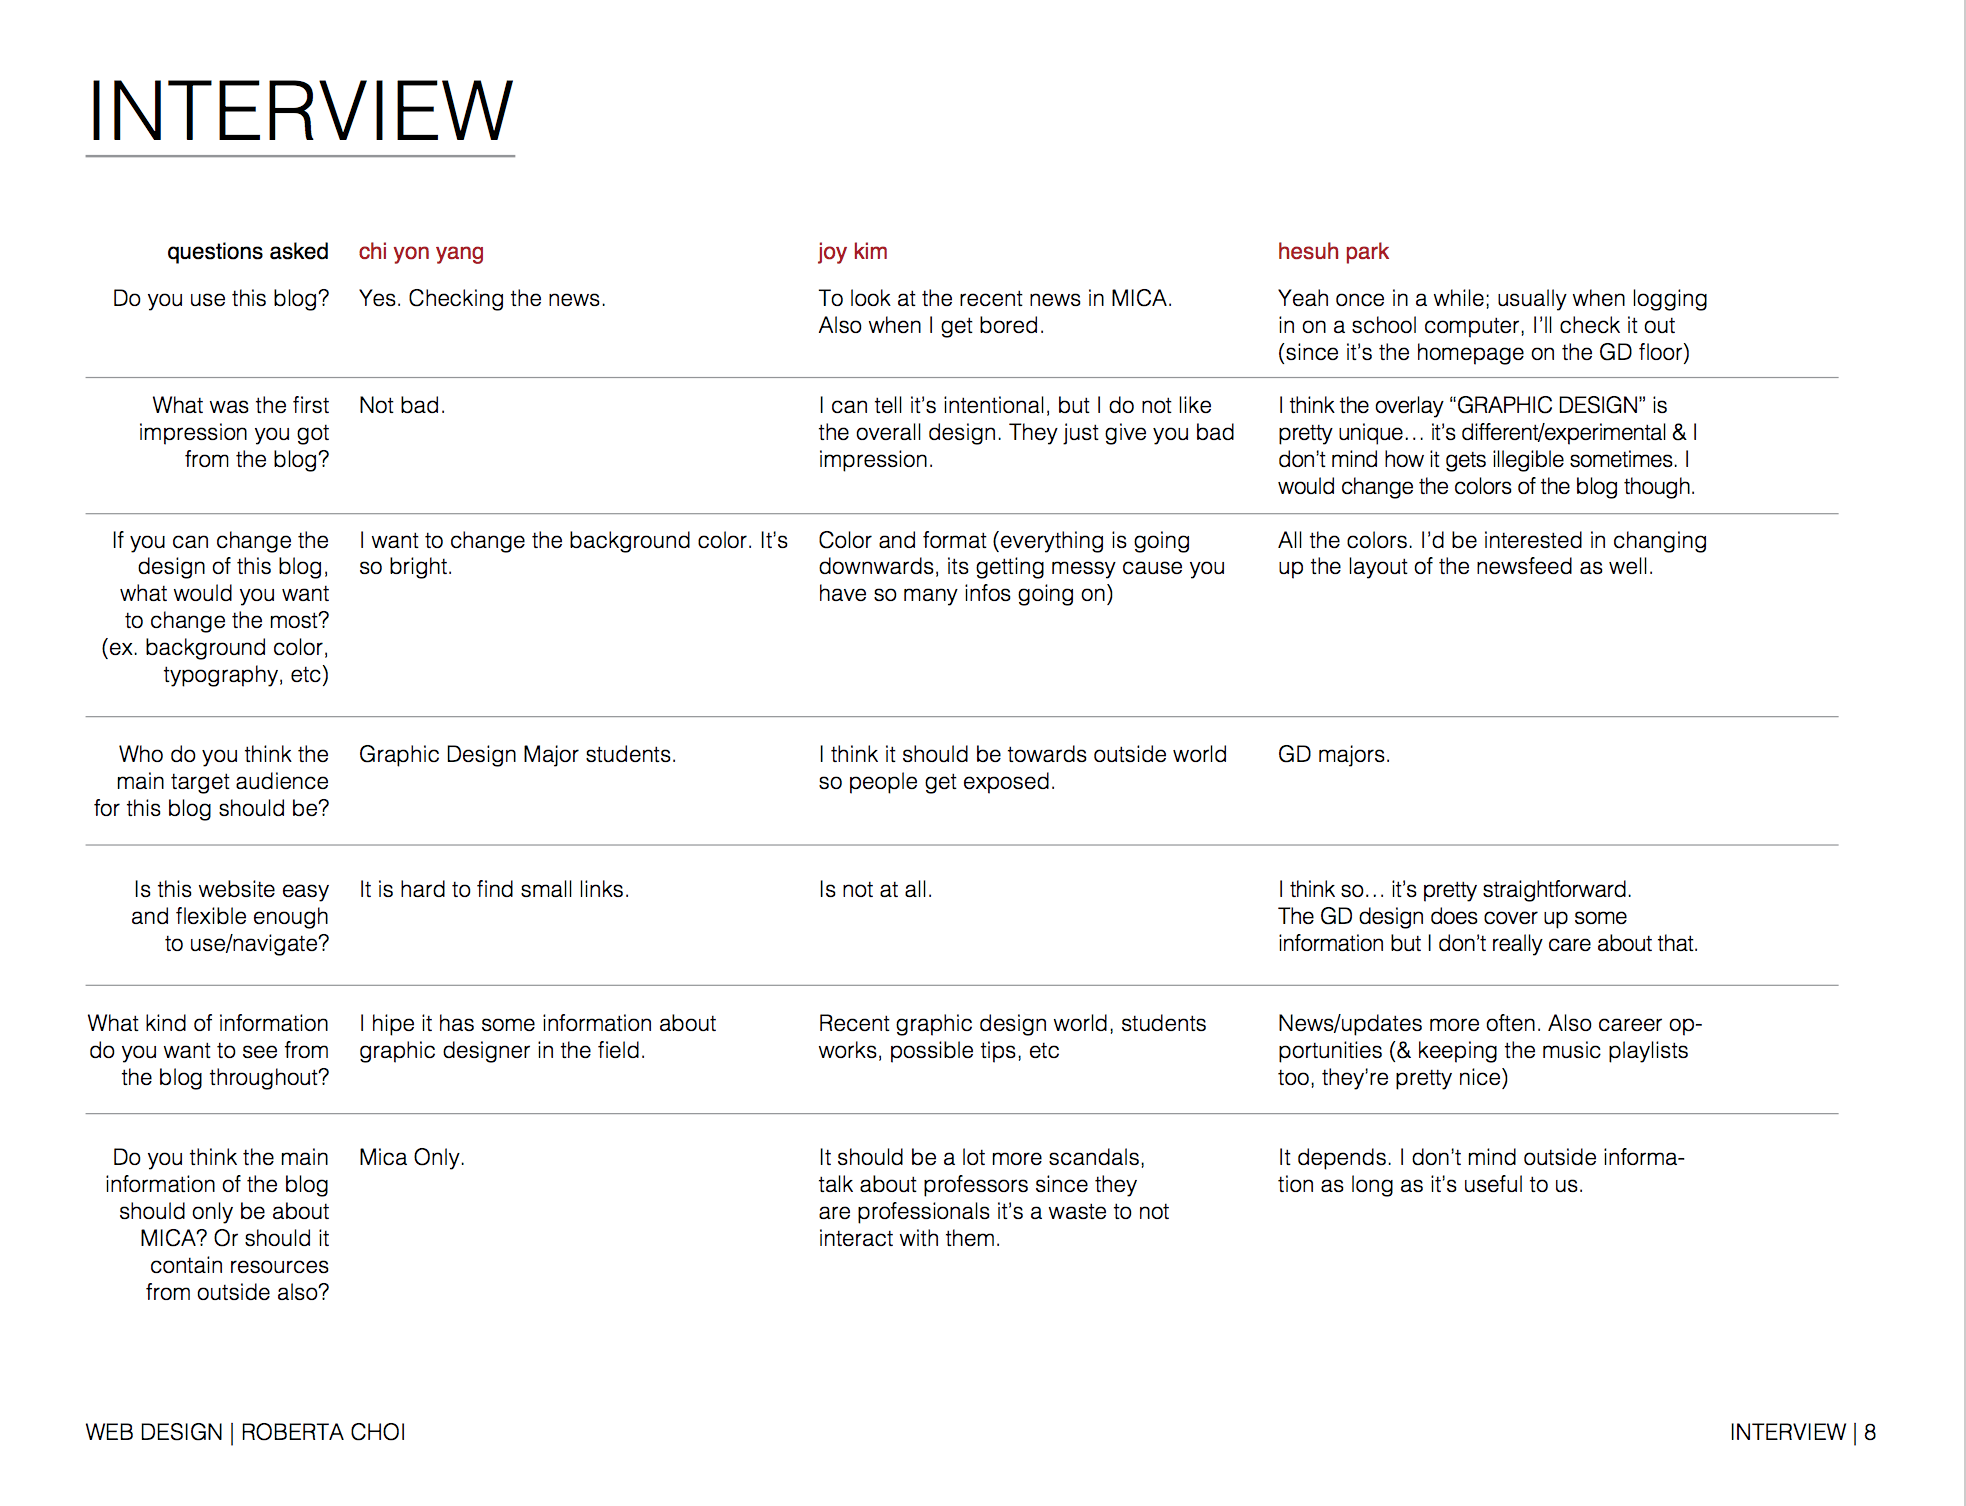 INTERVIEW
questions asked
chi yon yang
joy kim
hesuh park
Do you use this blog?
Yes. Checking the news.
To look at the recent news in MICA.
Also when I get bored.
Yeah once in a while; usually when logging
in on a school computer, I’ll check it out
(since it’s the homepage on the GD floor)
What was the first
impression you got
from the blog?
Not bad.
I can tell it’s intentional, but I do not like
the overall design. They just give you bad
impression.
I think the overlay “GRAPHIC DESIGN” is
pretty unique… it’s different/experimental & I
don’t mind how it gets illegible sometimes. I
would change the colors of the blog though.
If you can change the
design of this blog,
what would you want
to change the most?
(ex. background color,
typography, etc)
I want to change the background color. It’s
so bright.
Color and format (everything is going
downwards, its getting messy cause you
have so many infos going on)
All the colors. I’d be interested in changing
up the layout of the newsfeed as well.
Who do you think the
main target audience
for this blog should be?
Graphic Design Major students.
I think it should be towards outside world
so people get exposed.
GD majors.
Is this website easy
and flexible enough
to use/navigate?
It is hard to find small links.
Is not at all.
I think so… it’s pretty straightforward.
The GD design does cover up some
information but I don’t really care about that.
What kind of information
do you want to see from
the blog throughout?
I hipe it has some information about
graphic designer in the field.
Recent graphic design world, students
works, possible tips, etc
News/updates more often. Also career op-
portunities (& keeping the music playlists
too, they’re pretty nice)
Do you think the main
information of the blog
should only be about
MICA? Or should it
contain resources
from outside also?
Mica Only.
It should be a lot more scandals,
talk about professors since they
are professionals it’s a waste to not
interact with them.
It depends. I don’t mind outside informa-
tion as long as it’s useful to us.
WEB DESIGN | ROBERTA CHOI
INTERVIEW | 8